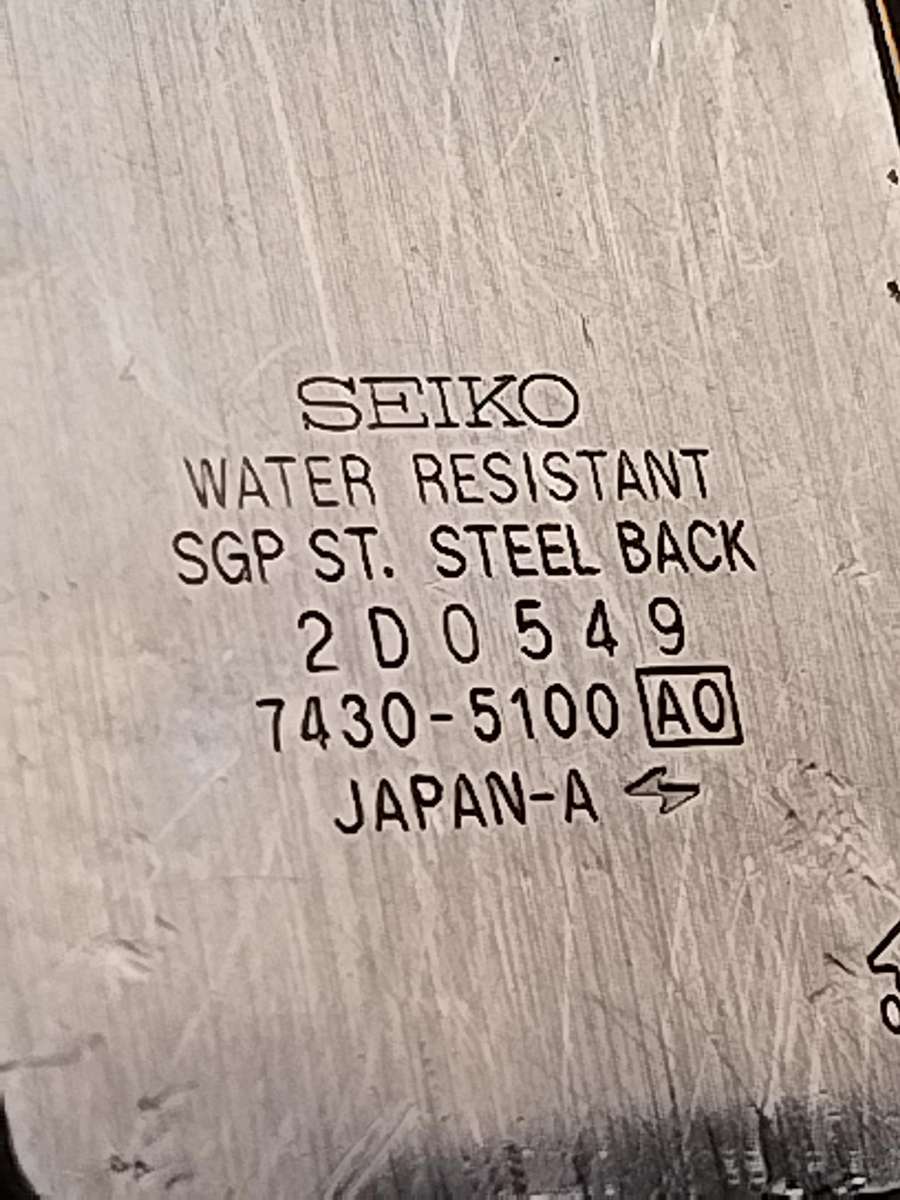 SEIKO
WATER RESISTANT
SGP ST. STEEL BACK
2D0549
7430-5100 A0
JAPAN-A